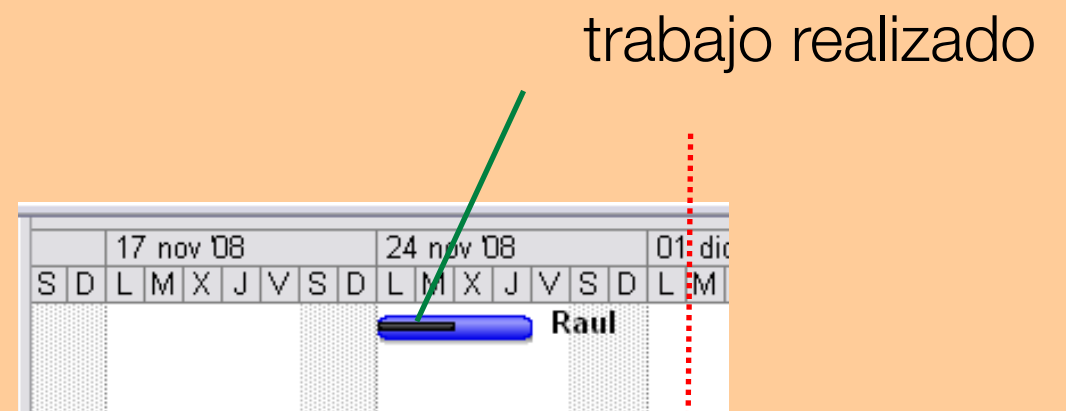 trabajo realizado
17 nov '08 24 nov '08 01 dic
S D L M X J V S D L M X J V S D L M
Raul